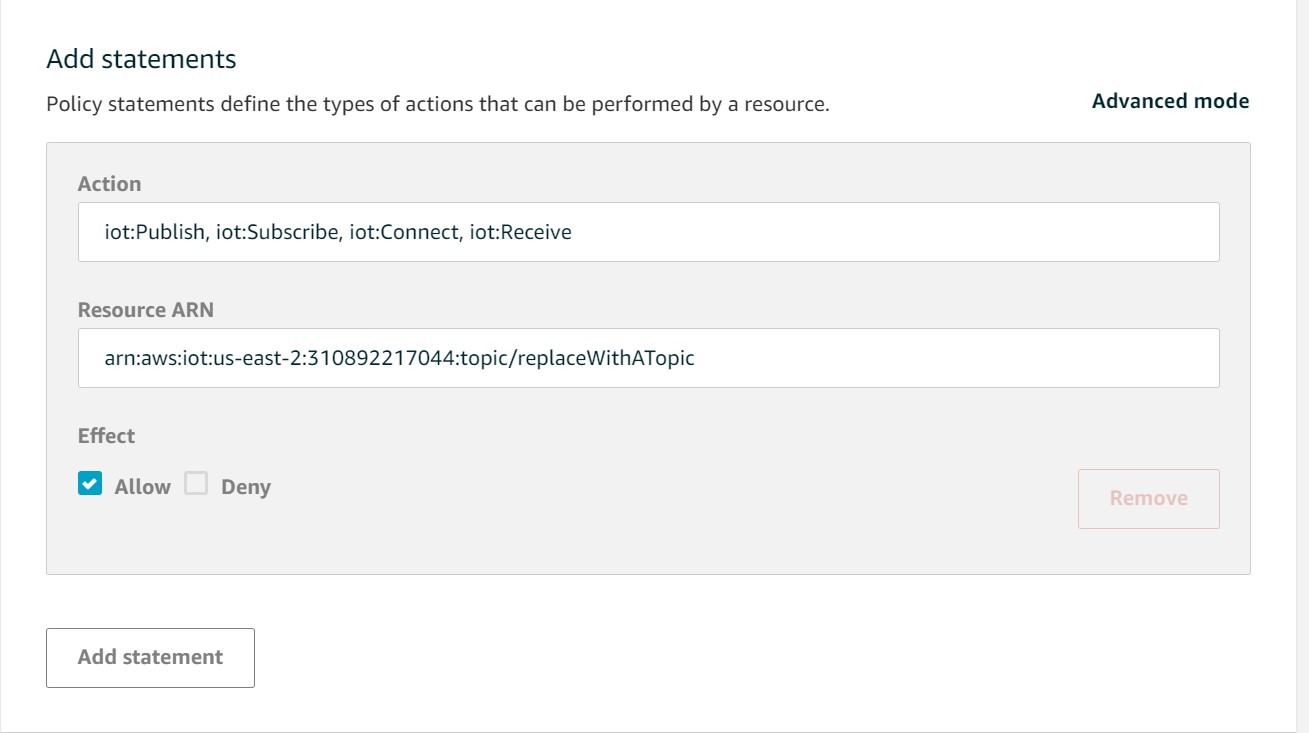 Add statements
Policy statements define the types of actions that can be performed by a resource.
Advanced mode
Action
iot:Publish, iot:Subscribe, iot:Connect, iot:Receive
Resource ARN
arn:aws:iot:us-east-2:310892217044:topic/replaceWithATopic
Effect
Allow Deny
Remove
Add statement